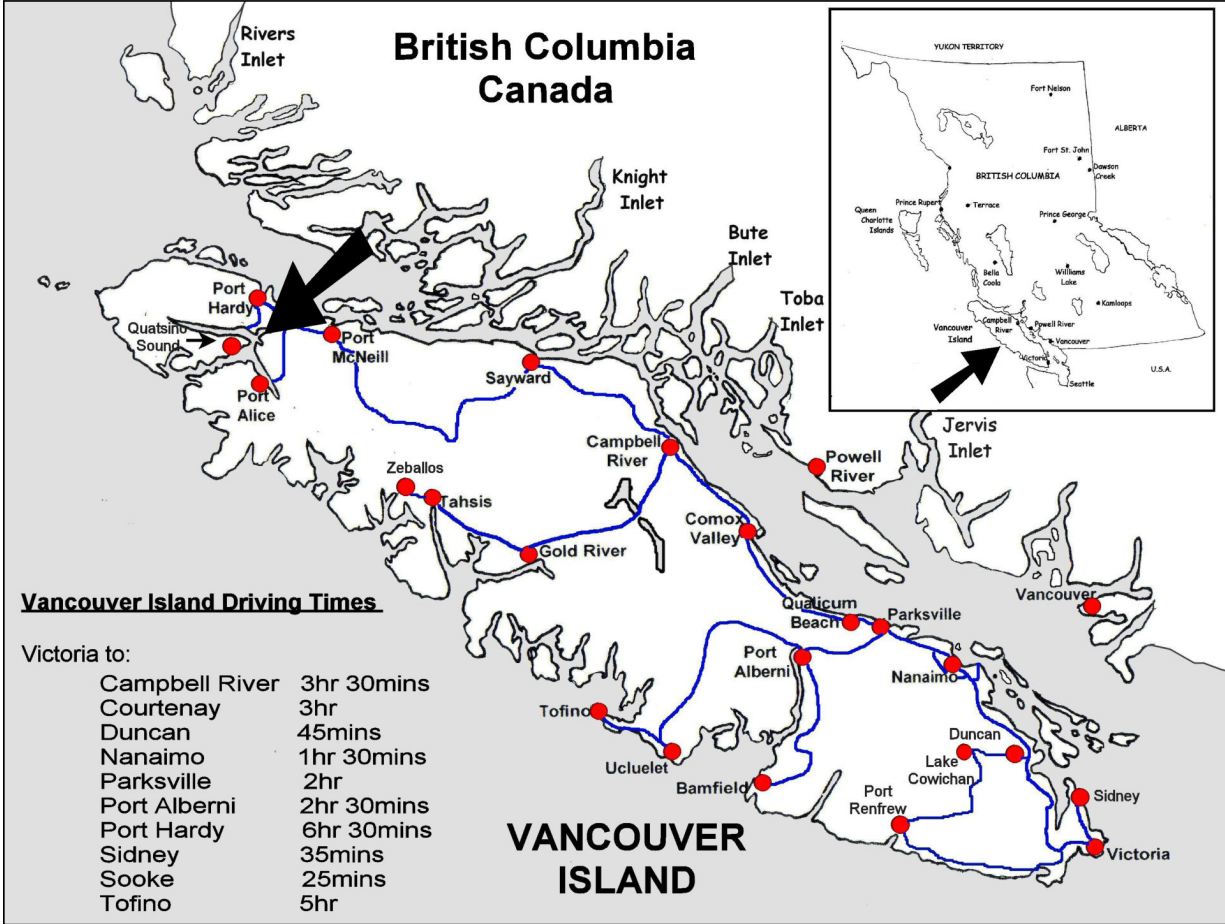 British Columbia
Canada
Rivers
Inlet
Knight
Inlet
Bute
Inlet
Toba
Inlet
Jervis
Inlet
YUKON TERRITORY
Fort Nelson
ALBERTA
Fort St. John
Dawson
Creek
BRITISH COLUMBIA
Prince Rupert
Terrace
Queen
Charlotte
Islands
Prince George
Bella
Coola
Williams
Lake
Kamloops
Campbell
River
Powell River
Vancouver
Island
Vancouver
Victoria
Seattle
U.S.A.
Port
Hardy
Quatsino
Sound
Port
McNeill
Port
Alice
Sayward
Campbell
River
Powell
River
Zeballos
Tahsis
Gold River
Comox
Valley
Qualicum
Beach
Parksville
Vancouver
Port
Alberni
Nanaimo
Tofino
Ucluelet
Bamfield
Duncan
Lake
Cowichan
Port
Renfrew
Sidney
Victoria
VANCOUVER
ISLAND
Vancouver Island Driving Times
Victoria to:
Campbell River 3hr 30mins
Courtenay 3hr
Duncan 45mins
Nanaimo 1hr 30mins
Parksville 2hr
Port Alberni 2hr 30mins
Port Hardy 6hr 30mins
Sidney 35mins
Sooke 25mins
Tofino 5hr